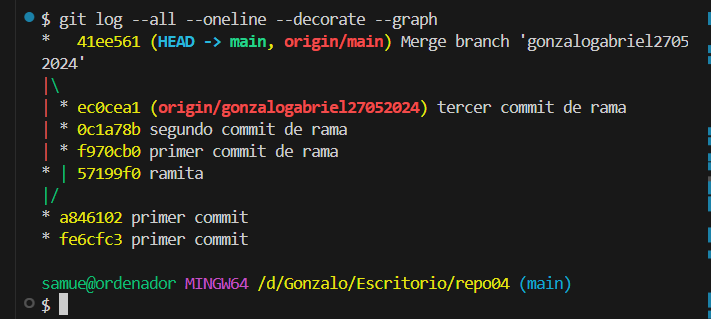 $ git log --all --oneline --decorate --graph
*   41ee561 (HEAD -> main, origin/main) Merge branch 'gonzalogabriel2705
2024'
|\
| * ec0cea1 (origin/gonzalogabriel27052024) tercer commit de rama
| * 0c1a78b segundo commit de rama
| * f970cb0 primer commit de rama
* | 57199f0 ramita
|/
* a846102 primer commit
* fe6cfc3 primer commit
samue@ordenador MINGW64 /d/Gonzalo/Escritorio/repo04 (main)
$